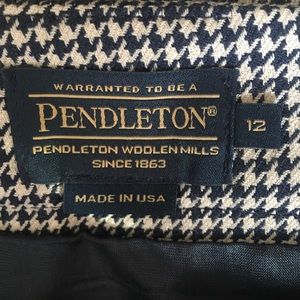 WARRANTED TO BE A
PENDLETON®
12
PENDLETON WOOLEN MILLS
SINCE 1863
MADE IN USA